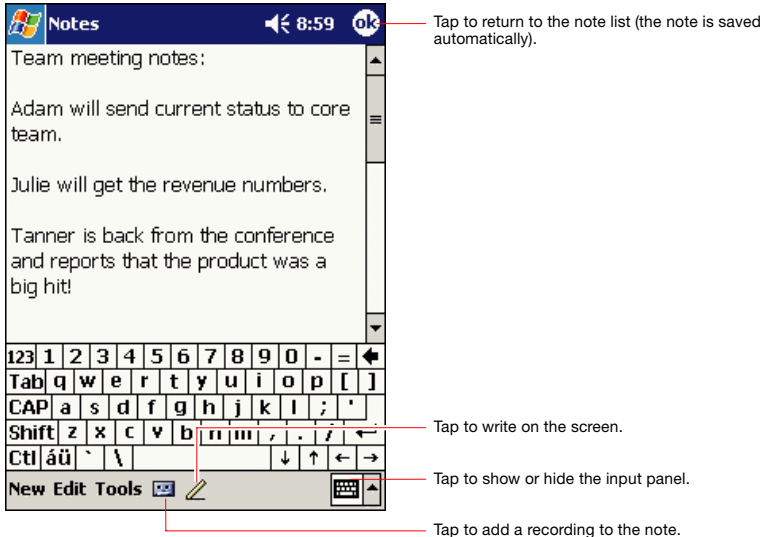 Notes 8:59 ok
Tap to return to the note list (the note is saved
automatically).
Team meeting notes:
Adam will send current status to core
team.
Julie will get the revenue numbers.
Tanner is back from the conference
and reports that the product was a
big hit!
123 1 2 3 4 5 6 7 8 9 0 - =
Tab q w e r t y u i o p [ ]
CAP a s d f g h j k l ; '
Shift z x c v b n m , . /
Ctl áü ` \ ↓ ↑ ← →
Tap to write on the screen.
New Edit Tools
Tap to show or hide the input panel.
Tap to add a recording to the note.